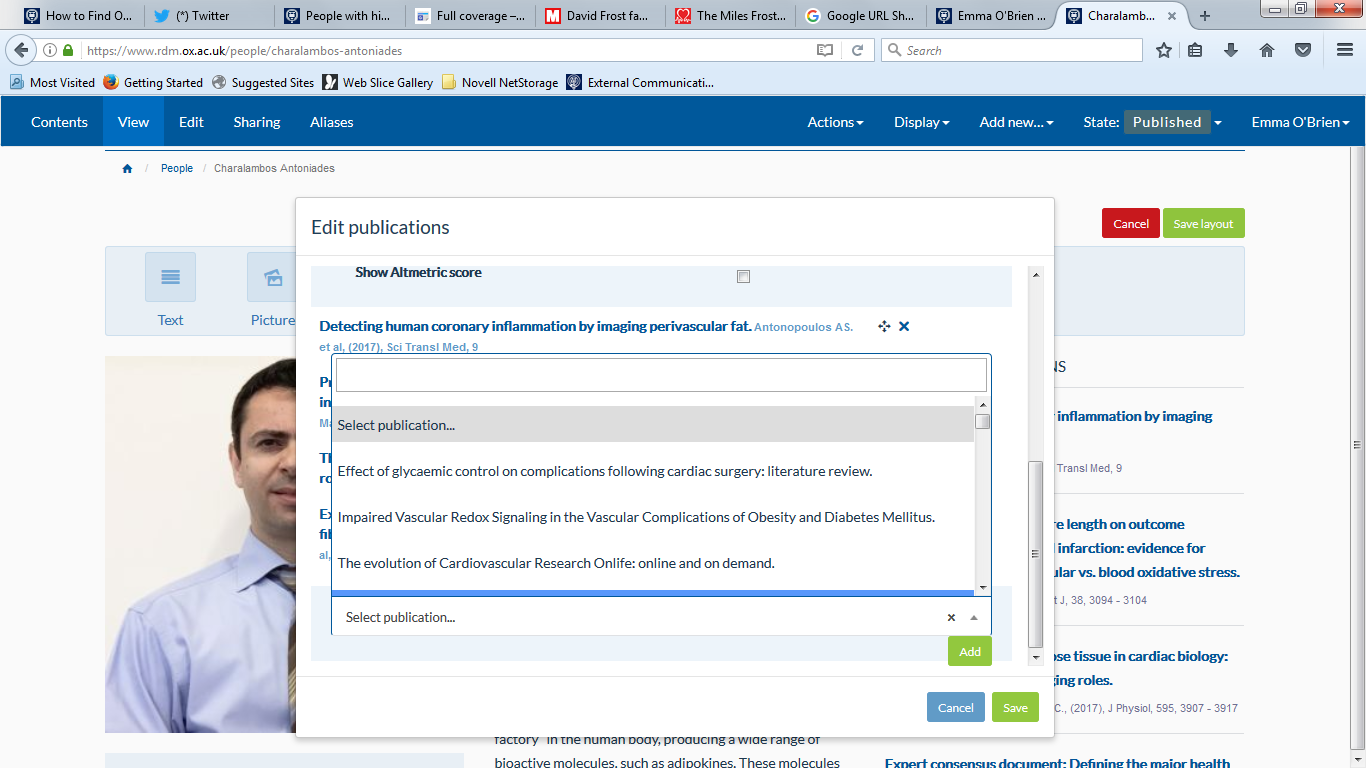 How to Find O...
(*) Twitter
People with hi...
Full coverage –...
David Frost fa...
The Miles Frost...
Google URL Sh...
Emma O'Brien ...
Charalamb...
https://www.rdm.ox.ac.uk/people/charalambos-antoniades
Search
Most Visited
Getting Started
Suggested Sites
Web Slice Gallery
Novell NetStorage
External Communicati...
Contents
View
Edit
Sharing
Aliases
Actions
Display
Add new...
State: Published
Emma O'Brien
People / Charalambos Antoniades
Edit publications
Cancel
Save layout
Show Altmetric score
Text
Picture
Detecting human coronary inflammation by imaging perivascular fat. Antonopoulos AS.
et al, (2017), Sci Transl Med, 9
Select publication...
Effect of glycaemic control on complications following cardiac surgery: literature review.
Impaired Vascular Redox Signaling in the Vascular Complications of Obesity and Diabetes Mellitus.
The evolution of Cardiovascular Research Onlife: online and on demand.
Select publication...
Add
Cancel
Save
NS
inflammation by imaging
Transl Med, 9
re length on outcome
infarction: evidence for
lar vs. blood oxidative stress.
t J, 38, 3094 - 3104
ose tissue in cardiac biology:
ging roles.
C., (2017), J Physiol, 595, 3907 - 3917
factory" in the human body, producing a wide range of
bioactive molecules, such as adipokines. These molecules
Expert consensus document: Defining the major health